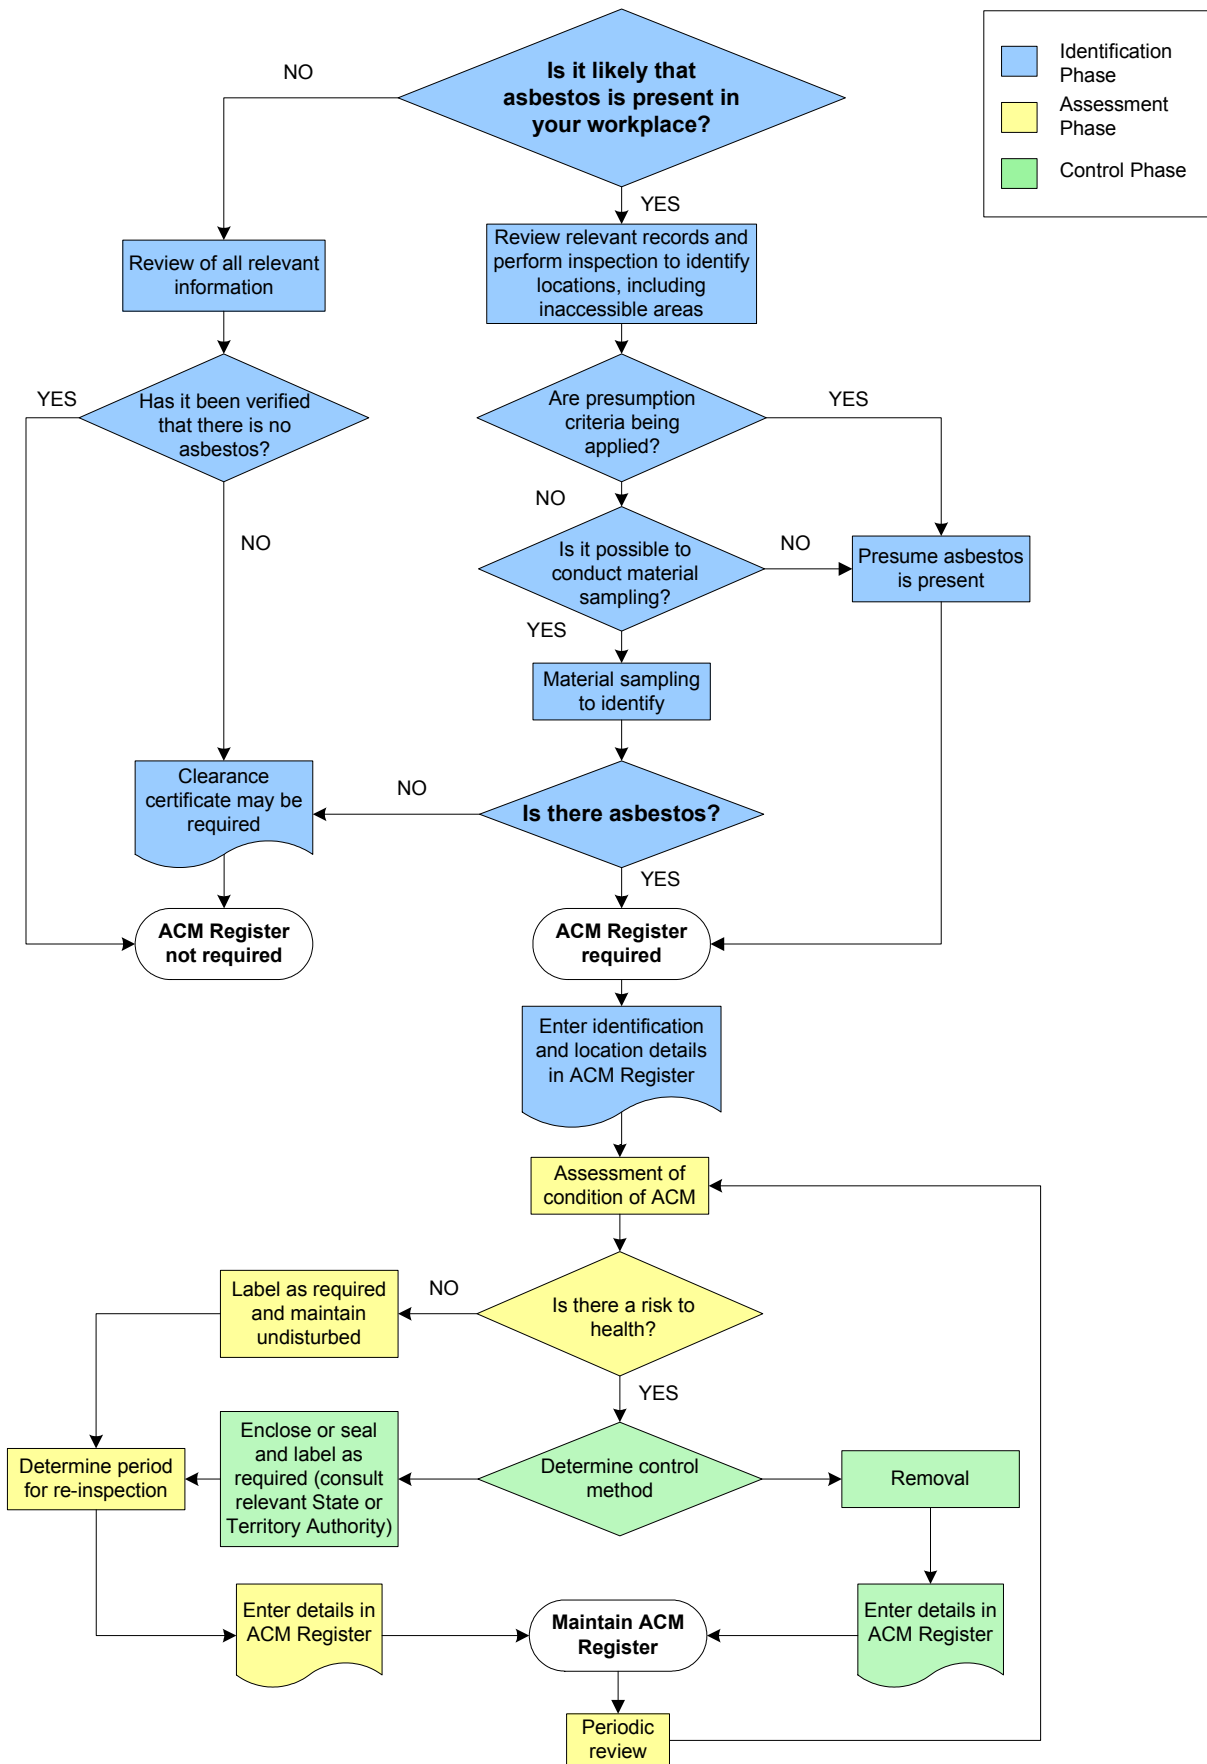 Is it likely that
asbestos is present in
your workplace?
NO
YES
Identification
Phase
Assessment
Phase
Control Phase
Review of all relevant
information
Review relevant records and
perform inspection to identify
locations, including
inaccessible areas
YES
Has it been verified
that there is no
asbestos?
NO
Are presumption
criteria being
applied?
YES
NO
Is it possible to
conduct material
sampling?
NO
Presume asbestos
is present
YES
Material sampling
to identify
Clearance
certificate may be
required
NO
Is there asbestos?
YES
ACM Register
not required
ACM Register
required
Enter identification
and location details
in ACM Register
Assessment of
condition of ACM
Label as required
and maintain
undisturbed
NO
Is there a risk to
health?
YES
Determine period
for re-inspection
Enclose or seal
and label as
required (consult
relevant State or
Territory Authority)
Determine control
method
Removal
Enter details in
ACM Register
Maintain ACM
Register
Enter details in
ACM Register
Periodic
review